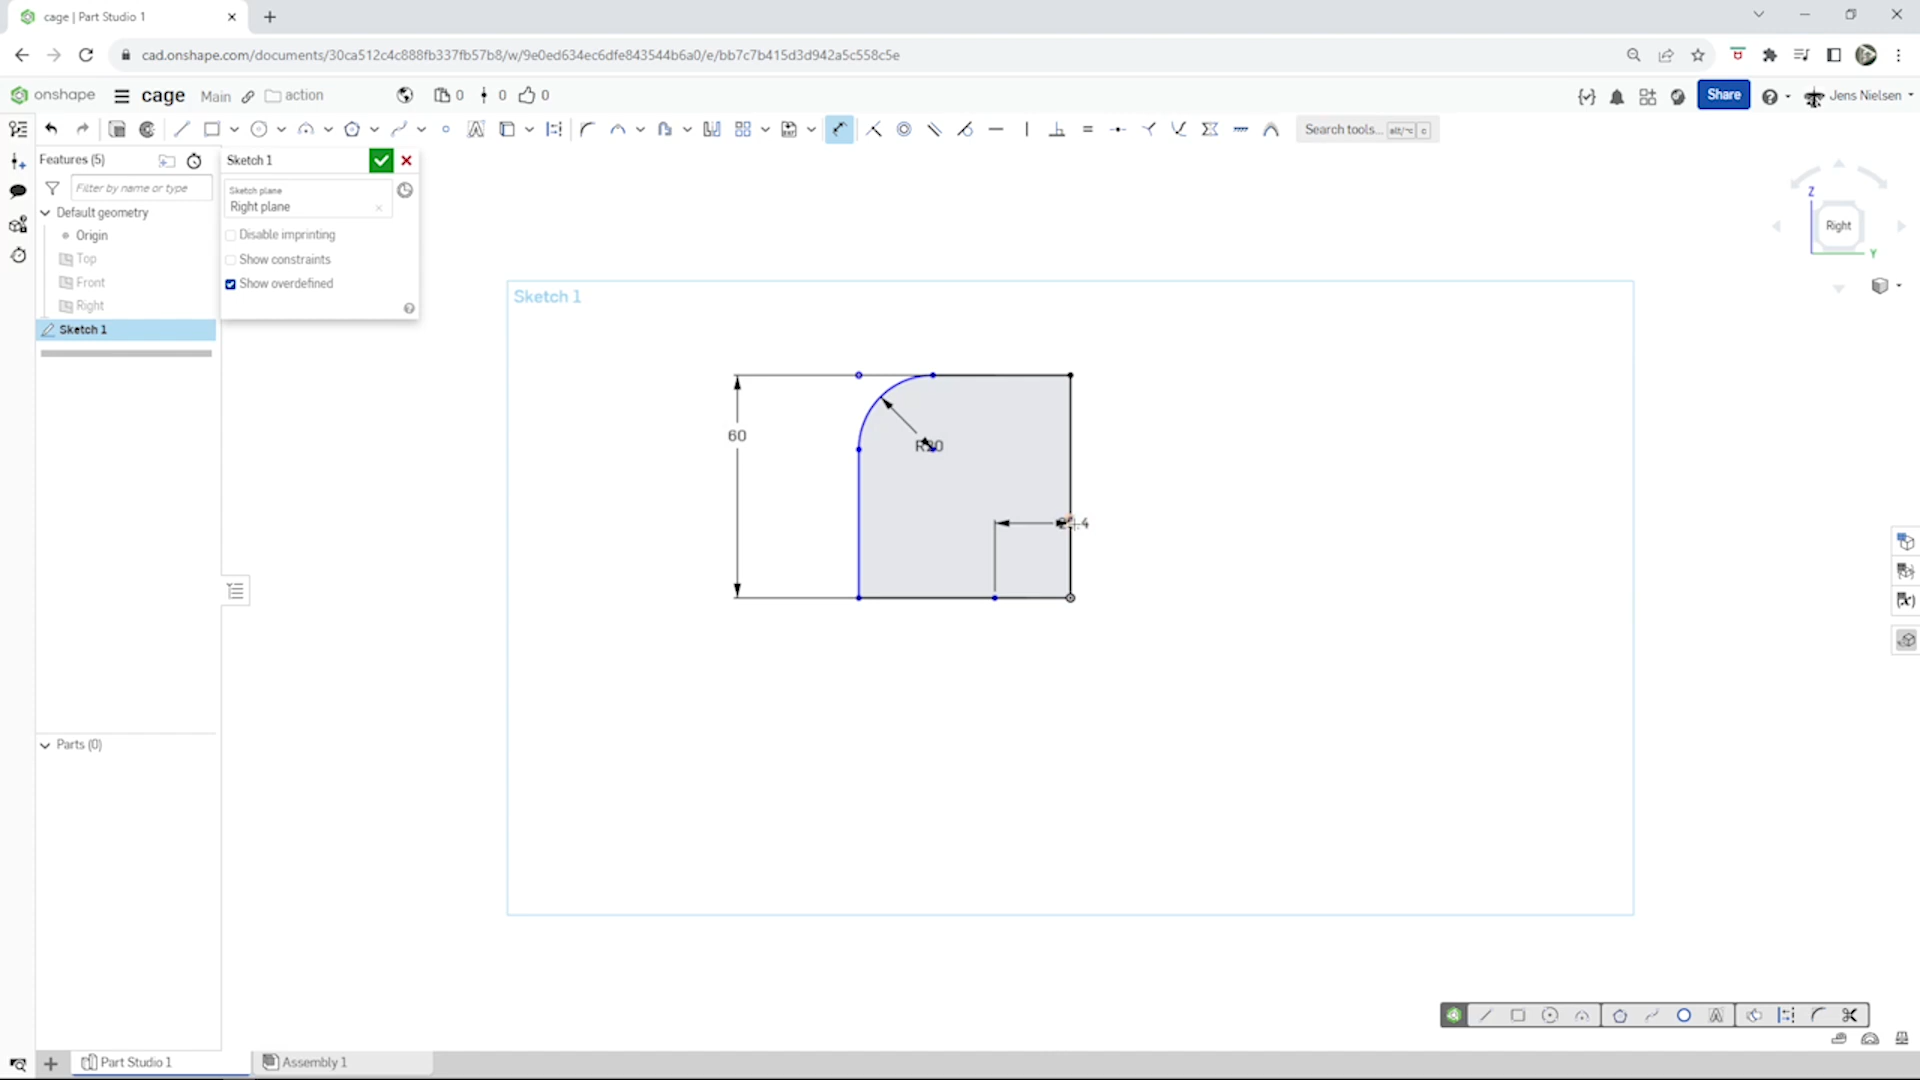 cage | Part Studio 1
cad.onshape.com/documents/30ca512c4c888fb337fb57b8/w/9e0ed634ec6dfe843544b6a0/e/bb7c7b415d3d942a5c558c5e
onshape cage Main action 0 0 0 Share Jens Nielsen
Search tools... alt/⌥ c
Features (5)
Filter by name or type
Default geometry
Origin
Top
Front
Right
Sketch 1
Parts (0)
Sketch 1
Sketch plane
Right plane
Disable imprinting
Show constraints
Show overdefined
Sketch 1
60
R20
Z
Right
Y
Part Studio 1
Assembly 1